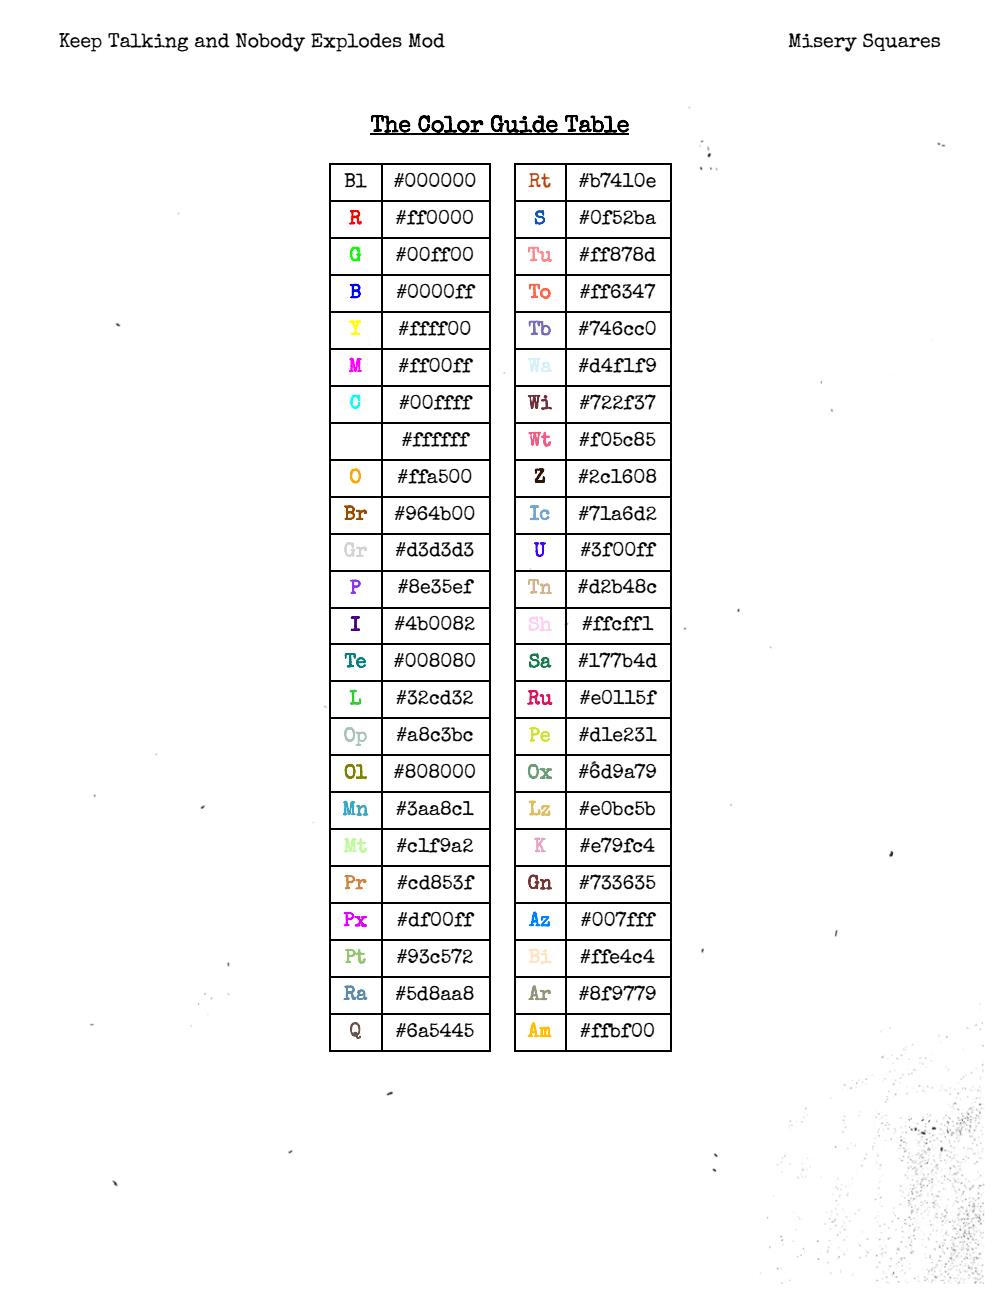 Keep Talking and Nobody Explodes Mod Misery Squares
The Color Guide Table
Bl #000000 Rt #b7410e
R #ff0000 S #0f52ba
G #00ff00 Tu #ff878d
B #0000ff To #ff6347
Y #ffff00 Tb #746cc0
M #ff00ff Wa #d4f1f9
C #00ffff Wi #722f37
#ffffff Wt #f05c85
O #ffa500 Z #2c1608
Br #964b00 Ic #71a6d2
Gr #d3d3d3 U #3f00ff
P #8e35ef Tn #d2b48c
I #4b0082 Sh #ffcff1
Te #008080 Sa #177b4d
L #32cd32 Ru #e0115f
Op #a8c3bc Pe #d1e231
Ol #808000 Ox #6d9a79
Mn #3aa8c1 Lz #e0bc5b
Mt #c1f9a2 K #e79fc4
Pr #cd853f Gn #733635
Px #df00ff Az #007fff
Pt #93c572 Bi #ffe4c4
Ra #5d8aa8 Ar #8f9779
Q #6a5445 Am #ffbf00